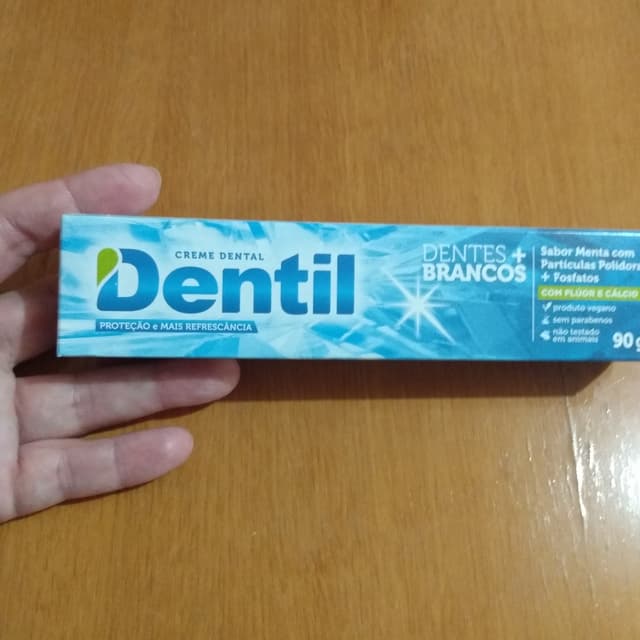 CREME DENTAL
Dentil
PROTEÇÃO e MAIS REFRESCÂNCIA
DENTES +
BRANCOS
Sabor Menta com
Partículas Polidora
+ Fosfatos
COM FLÚOR E CÁLCIO
produto vegano
sem parabenos
não testado
em animais
90g